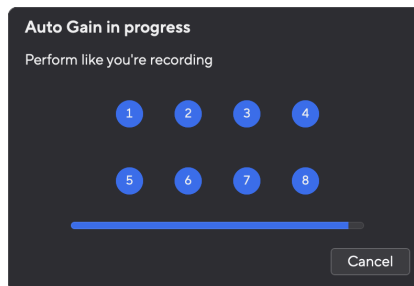 Auto Gain in progress
Perform like you're recording
1 2 3 4
5 6 7 8
Cancel